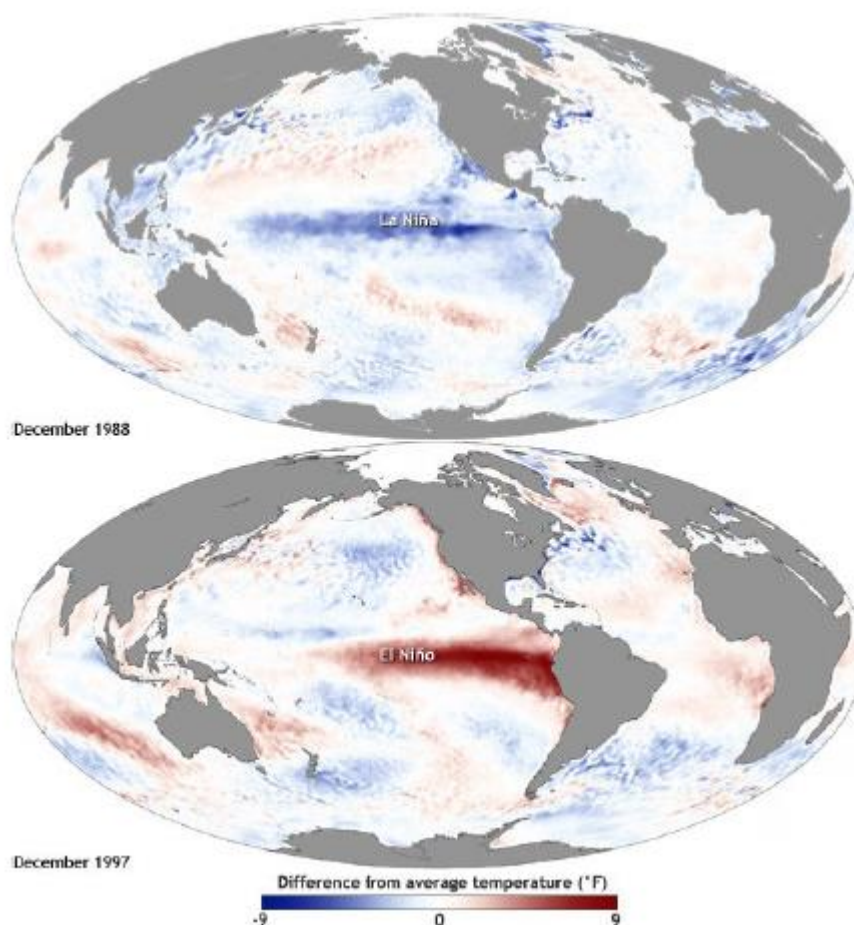 La Niña
December 1988
El Niño
December 1997
Difference from average temperature (°F)
-9 0 9